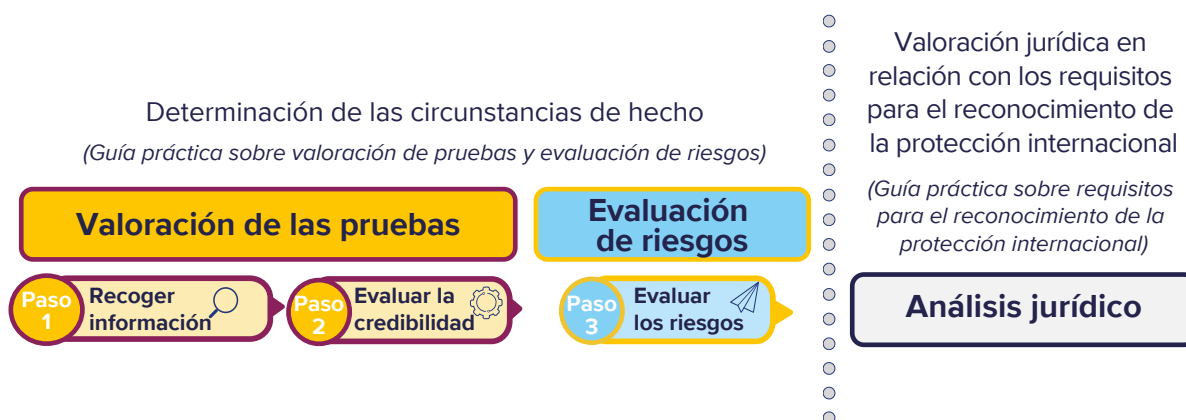 Determinación de las circunstancias de hecho
(Guía práctica sobre valoración de pruebas y evaluación de riesgos)
Valoración de las pruebas
Evaluación
de riesgos
Paso
1
Recoger
información
Paso
2
Evaluar la
credibilidad
Paso
3
Evaluar
los riesgos
Valoración jurídica en
relación con los requisitos
para el reconocimiento de
la protección internacional
(Guía práctica sobre requisitos
para el reconocimiento de la
protección internacional)
Análisis jurídico